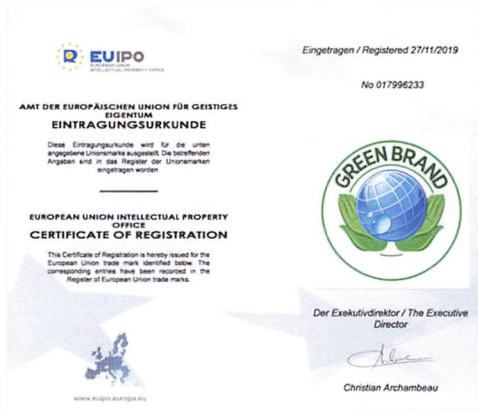 EUIPO
EUROPEAN UNION
INTELLECTUAL PROPERTY OFFICE
AMT DER EUROPÄISCHEN UNION FÜR GEISTIGES
EIGENTUM
EINTRAGUNGSURKUNDE
Diese Eintragungsurkunde wird für die unten
angegebene Unionsmarke ausgestellt. Die betreffenden
Angaben sind in das Register der Unionsmarken
eingetragen worden
EUROPEAN UNION INTELLECTUAL PROPERTY
OFFICE
CERTIFICATE OF REGISTRATION
This Certificate of Registration is hereby issued for the
European Union trade mark identified below. The
corresponding entries have been recorded in the
Register of European Union trade marks.
www.euipo.europa.eu
Eingetragen / Registered 27/11/2019
No 017996233
GREEN BRAND
Der Exekutivdirektor / The Executive
Director
Christian Archambeau